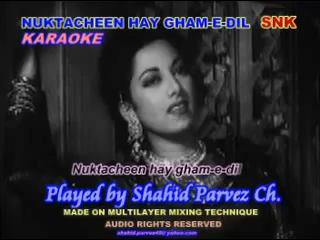 NUKTACHEEN HAY GHAM-E-DIL SNK
KARAOKE
Nuktacheen hay gham-e-di
Played by Shahid Parvez Ch.
MADE ON MULTILAYER MIXING TECHNIQUE
AUDIO RIGHTS RESERVED